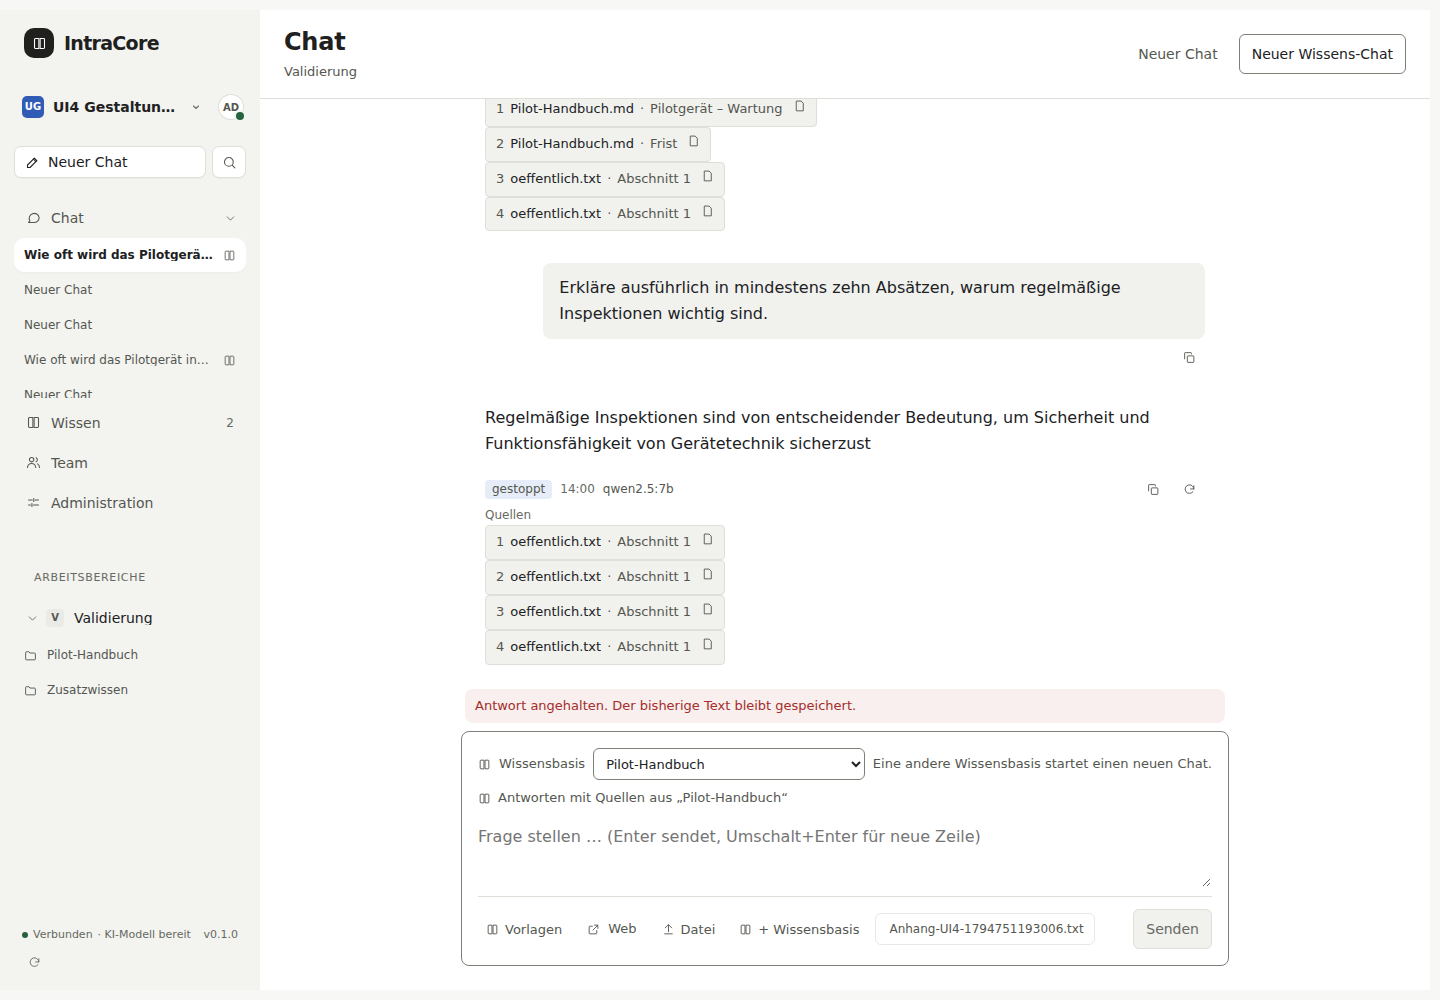 IntraCore
UG UI4 Gestaltun... AD
Neuer Chat
Chat
Wie oft wird das Pilotgerä...
Neuer Chat
Neuer Chat
Wie oft wird das Pilotgerät in...
Neuer Chat
Wissen 2
Team
Administration
ARBEITSBEREICHE
V Validierung
Pilot-Handbuch
Zusatzwissen
Verbunden · KI-Modell bereit v0.1.0
Chat
Validierung
Neuer Chat
Neuer Wissens-Chat
1 Pilot-Handbuch.md · Pilotgerät – Wartung
2 Pilot-Handbuch.md · Frist
3 oeffentlich.txt · Abschnitt 1
4 oeffentlich.txt · Abschnitt 1
Erkläre ausführlich in mindestens zehn Absätzen, warum regelmäßige
Inspektionen wichtig sind.
Regelmäßige Inspektionen sind von entscheidender Bedeutung, um Sicherheit und
Funktionsfähigkeit von Gerätetechnik sicherzust
gestoppt 14:00 qwen2.5:7b
Quellen
1 oeffentlich.txt · Abschnitt 1
2 oeffentlich.txt · Abschnitt 1
3 oeffentlich.txt · Abschnitt 1
4 oeffentlich.txt · Abschnitt 1
Antwort angehalten. Der bisherige Text bleibt gespeichert.
Wissensbasis Pilot-Handbuch Eine andere Wissensbasis startet einen neuen Chat.
Antworten mit Quellen aus „Pilot-Handbuch“
Frage stellen … (Enter sendet, Umschalt+Enter für neue Zeile)
Vorlagen Web Datei + Wissensbasis Anhang-UI4-1794751193006.txt Senden